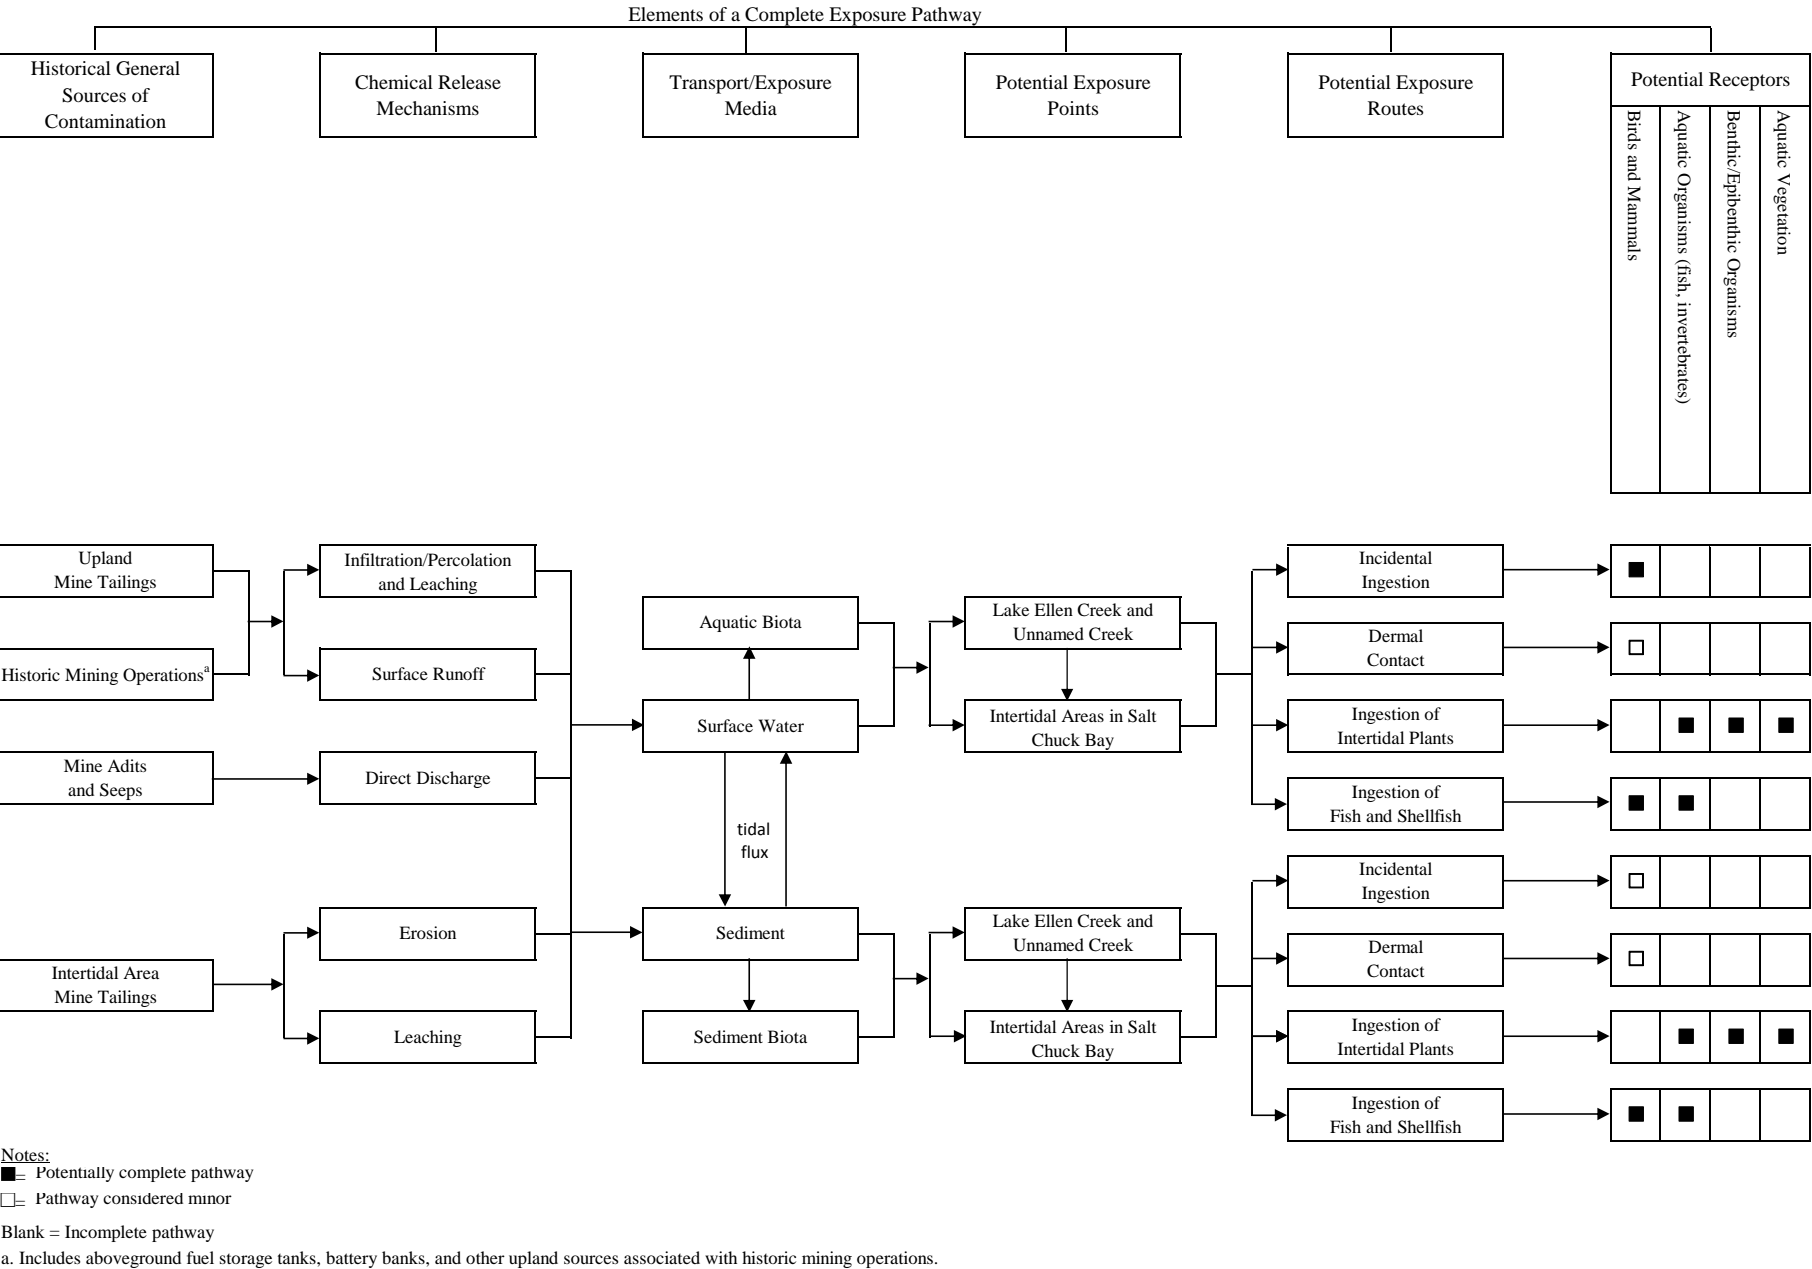 Elements of a Complete Exposure Pathway
Historical General
Sources of
Contamination
Chemical Release
Mechanisms
Transport/Exposure
Media
Potential Exposure
Points
Potential Exposure
Routes
Potential Receptors
Birds and Mammals
Aquatic Organisms (fish, invertebrates)
Benthic/Epibenthic Organisms
Aquatic Vegetation
Upland
Mine Tailings
Historic Mining Operationsa
Mine Adits
and Seeps
Intertidal Area
Mine Tailings
Infiltration/Percolation
and Leaching
Surface Runoff
Direct Discharge
Erosion
Leaching
Aquatic Biota
Surface Water
tidal
flux
Sediment
Sediment Biota
Lake Ellen Creek and
Unnamed Creek
Intertidal Areas in Salt
Chuck Bay
Lake Ellen Creek and
Unnamed Creek
Intertidal Areas in Salt
Chuck Bay
Incidental
Ingestion
Dermal
Contact
Ingestion of
Intertidal Plants
Ingestion of
Fish and Shellfish
Incidental
Ingestion
Dermal
Contact
Ingestion of
Intertidal Plants
Ingestion of
Fish and Shellfish
Notes:
■= Potentially complete pathway
□= Pathway considered minor
Blank = Incomplete pathway
a. Includes aboveground fuel storage tanks, battery banks, and other upland sources associated with historic mining operations.